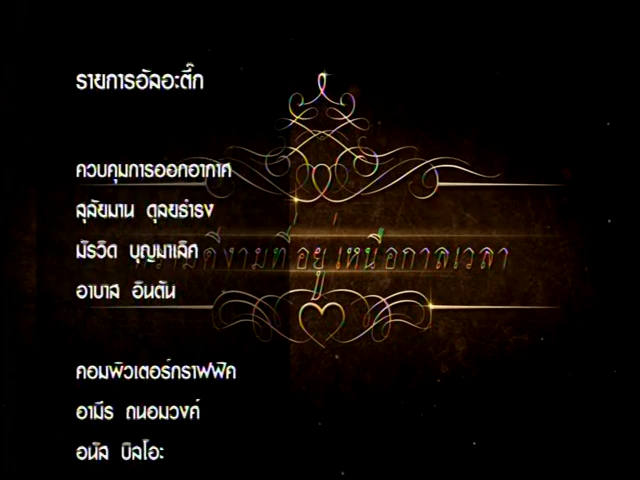 รายการอัลอะตี๊ก
ควบคุมการออกอากาศ
สุลัยมาน ดุลยธำรง
มัรวิด บุญมาเลิศ
ความดีงามที่อยู่เหนือกาลเวลา
อาบาส อินตัน
คอมพิวเตอร์กราฟฟิค
อามีร ถนอมวงค์
อนัส บิลโอะ